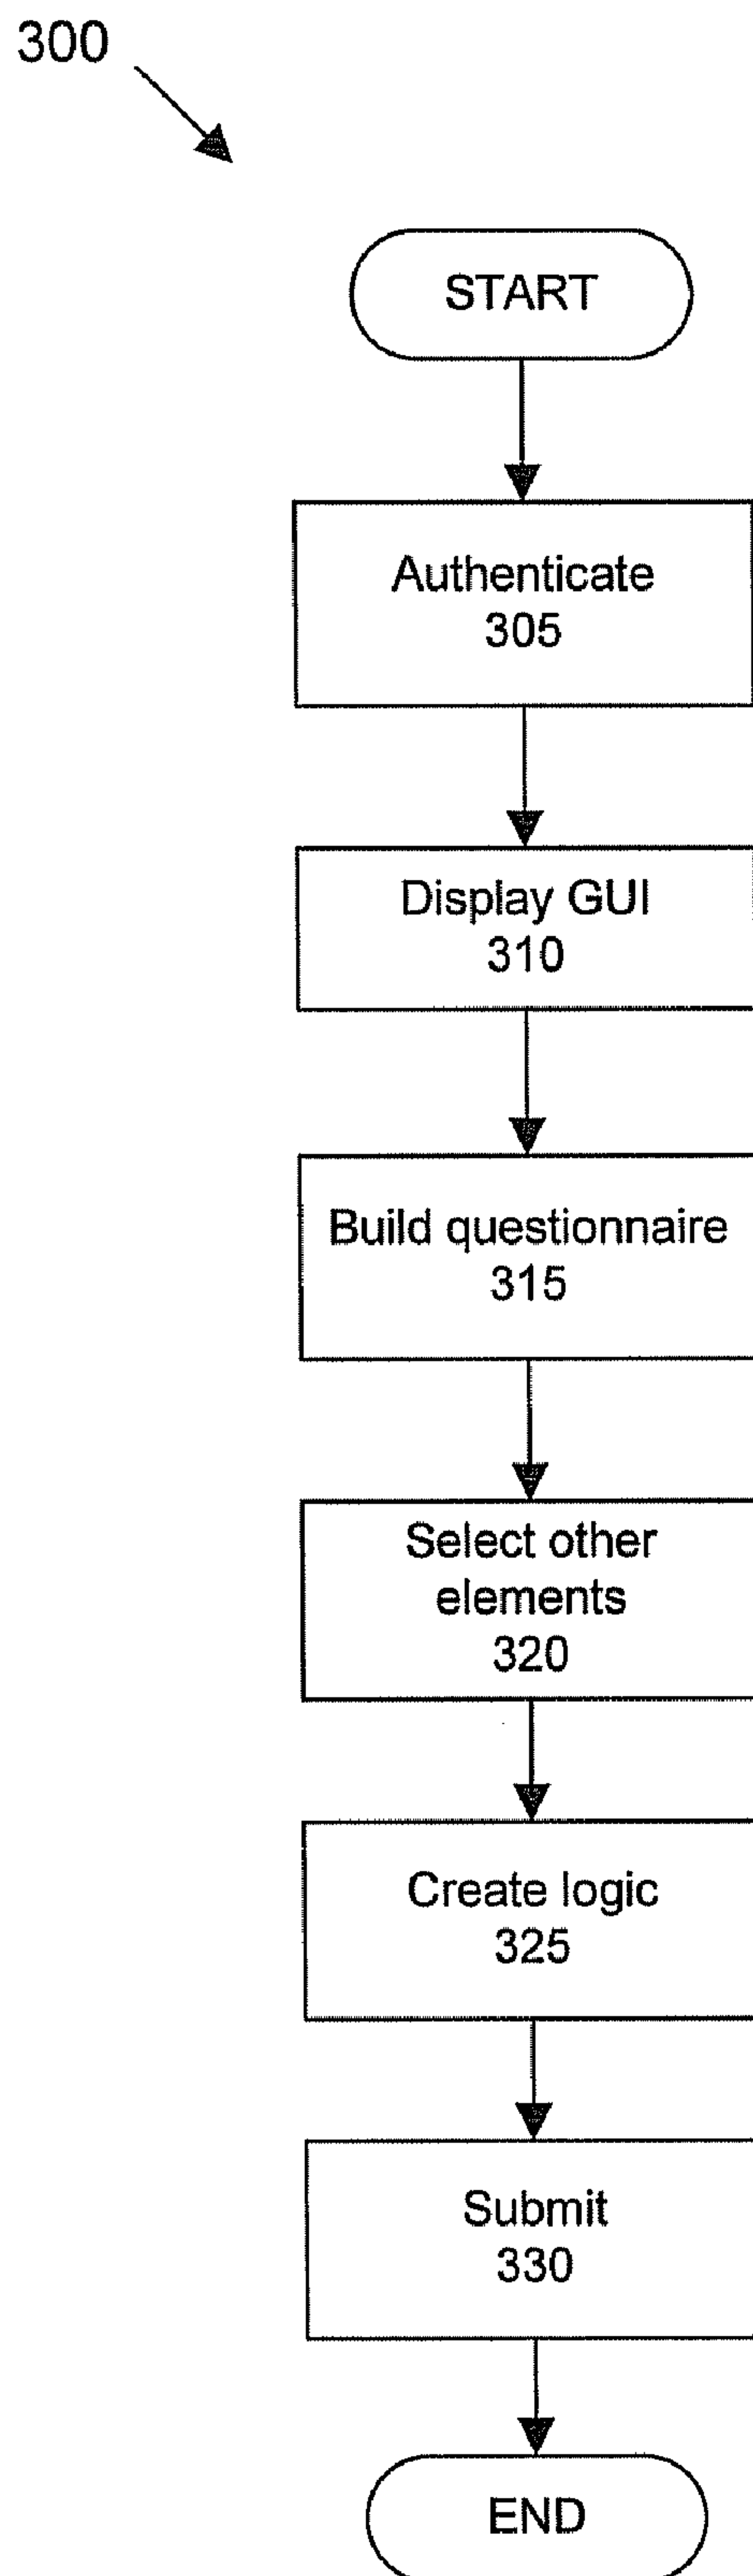 300
START
Authenticate
305
Display GUI
310
Build questionnaire
315
Select other
elements
320
Create logic
325
Submit
330
END